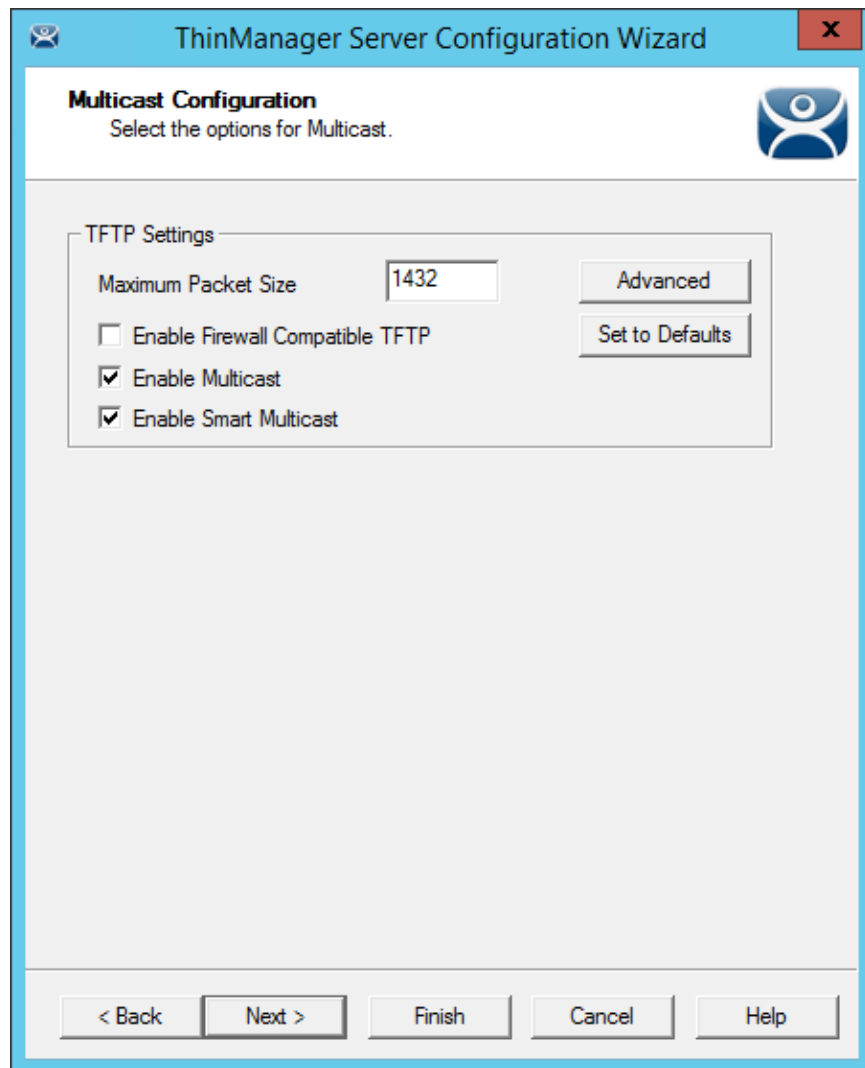 ThinManager Server Configuration Wizard
x
Multicast Configuration
Select the options for Multicast.
TFTP Settings
Maximum Packet Size 1432 Advanced
Enable Firewall Compatible TFTP Set to Defaults
Enable Multicast
Enable Smart Multicast
< Back Next > Finish Cancel Help